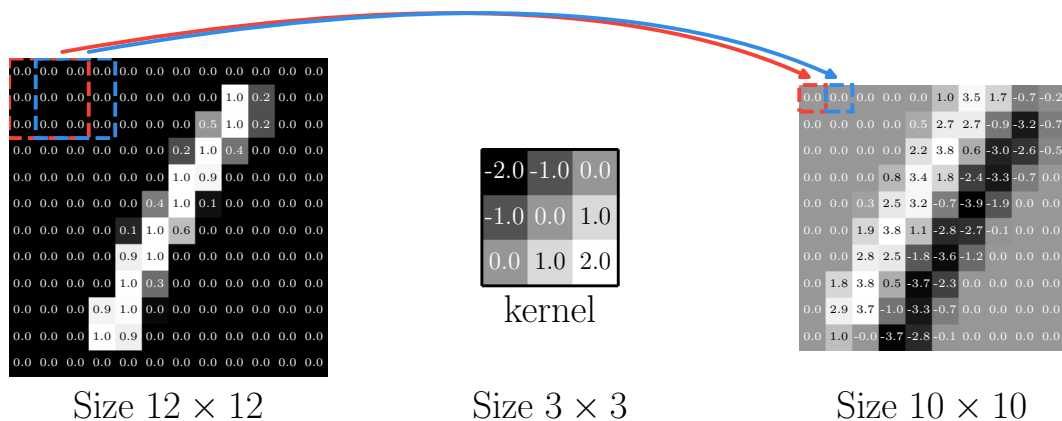 0.0 0.0 0.0 0.0 0.0 0.0 0.0 0.0 0.0 0.0 0.0 0.0
0.0 0.0 0.0 0.0 0.0 0.0 0.0 0.0 1.0 0.2 0.0 0.0
0.0 0.0 0.0 0.0 0.0 0.0 0.0 0.5 1.0 0.2 0.0 0.0
0.0 0.0 0.0 0.0 0.0 0.0 0.2 1.0 0.4 0.0 0.0 0.0
0.0 0.0 0.0 0.0 0.0 0.0 1.0 0.9 0.0 0.0 0.0 0.0
0.0 0.0 0.0 0.0 0.0 0.4 1.0 0.1 0.0 0.0 0.0 0.0
0.0 0.0 0.0 0.0 0.1 1.0 0.6 0.0 0.0 0.0 0.0 0.0
0.0 0.0 0.0 0.0 0.9 1.0 0.0 0.0 0.0 0.0 0.0 0.0
0.0 0.0 0.0 0.0 1.0 0.3 0.0 0.0 0.0 0.0 0.0 0.0
0.0 0.0 0.0 0.9 1.0 0.0 0.0 0.0 0.0 0.0 0.0 0.0
0.0 0.0 0.0 1.0 0.9 0.0 0.0 0.0 0.0 0.0 0.0 0.0
0.0 0.0 0.0 0.0 0.0 0.0 0.0 0.0 0.0 0.0 0.0 0.0
Size 12 × 12
-2.0 -1.0 0.0
-1.0 0.0 1.0
0.0 1.0 2.0
kernel
Size 3 × 3
0.0 0.0 0.0 0.0 0.0 1.0 3.5 1.7 -0.7 -0.2
0.0 0.0 0.0 0.0 0.5 2.7 2.7 -0.9 -3.2 -0.7
0.0 0.0 0.0 0.0 2.2 3.8 0.6 -3.0 -2.6 -0.5
0.0 0.0 0.0 0.8 3.4 1.8 -2.4 -3.3 -0.7 0.0
0.0 0.0 0.3 2.5 3.2 -0.7 -3.9 -1.9 0.0 0.0
0.0 0.0 1.9 3.8 1.1 -2.8 -2.7 -0.1 0.0 0.0
0.0 0.0 2.8 2.5 -1.8 -3.6 -1.2 0.0 0.0 0.0
0.0 1.8 3.8 0.5 -3.7 -2.3 0.0 0.0 0.0 0.0
0.0 2.9 3.7 -1.0 -3.3 -0.7 0.0 0.0 0.0 0.0
0.0 1.0 -0.0 -3.7 -2.8 -0.1 0.0 0.0 0.0 0.0
Size 10 × 10